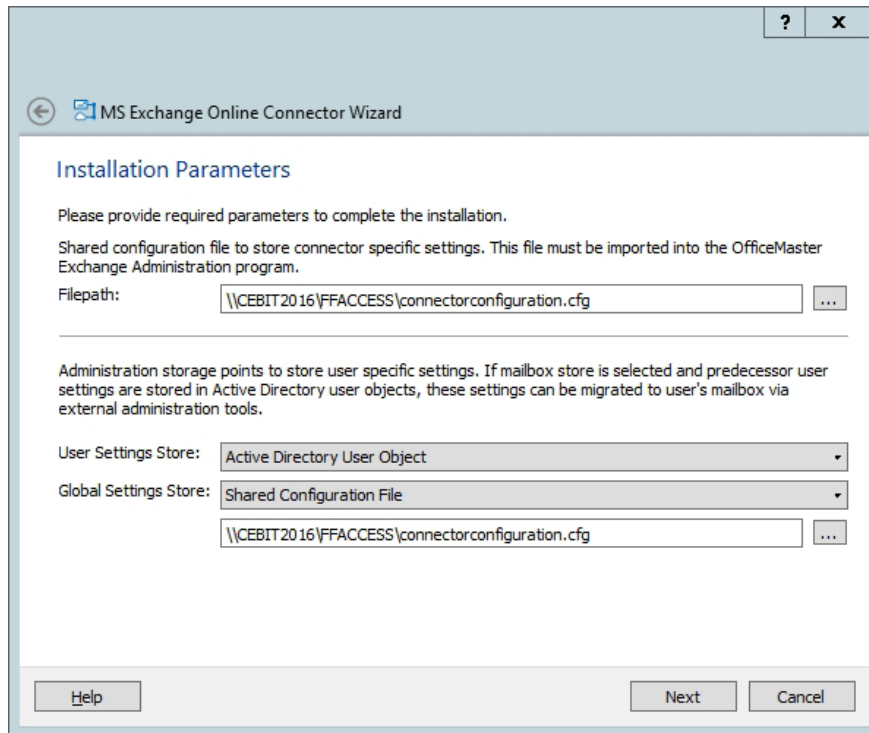 ? x
MS Exchange Online Connector Wizard
Installation Parameters
Please provide required parameters to complete the installation.
Shared configuration file to store connector specific settings. This file must be imported into the OfficeMaster
Exchange Administration program.
Filepath: \\CEBIT2016\FFACCESS\connectorconfiguration.cfg ...
Administration storage points to store user specific settings. If mailbox store is selected and predecessor user
settings are stored in Active Directory user objects, these settings can be migrated to user's mailbox via
external administration tools.
User Settings Store: Active Directory User Object
Global Settings Store: Shared Configuration File
\\CEBIT2016\FFACCESS\connectorconfiguration.cfg ...
Help Next Cancel